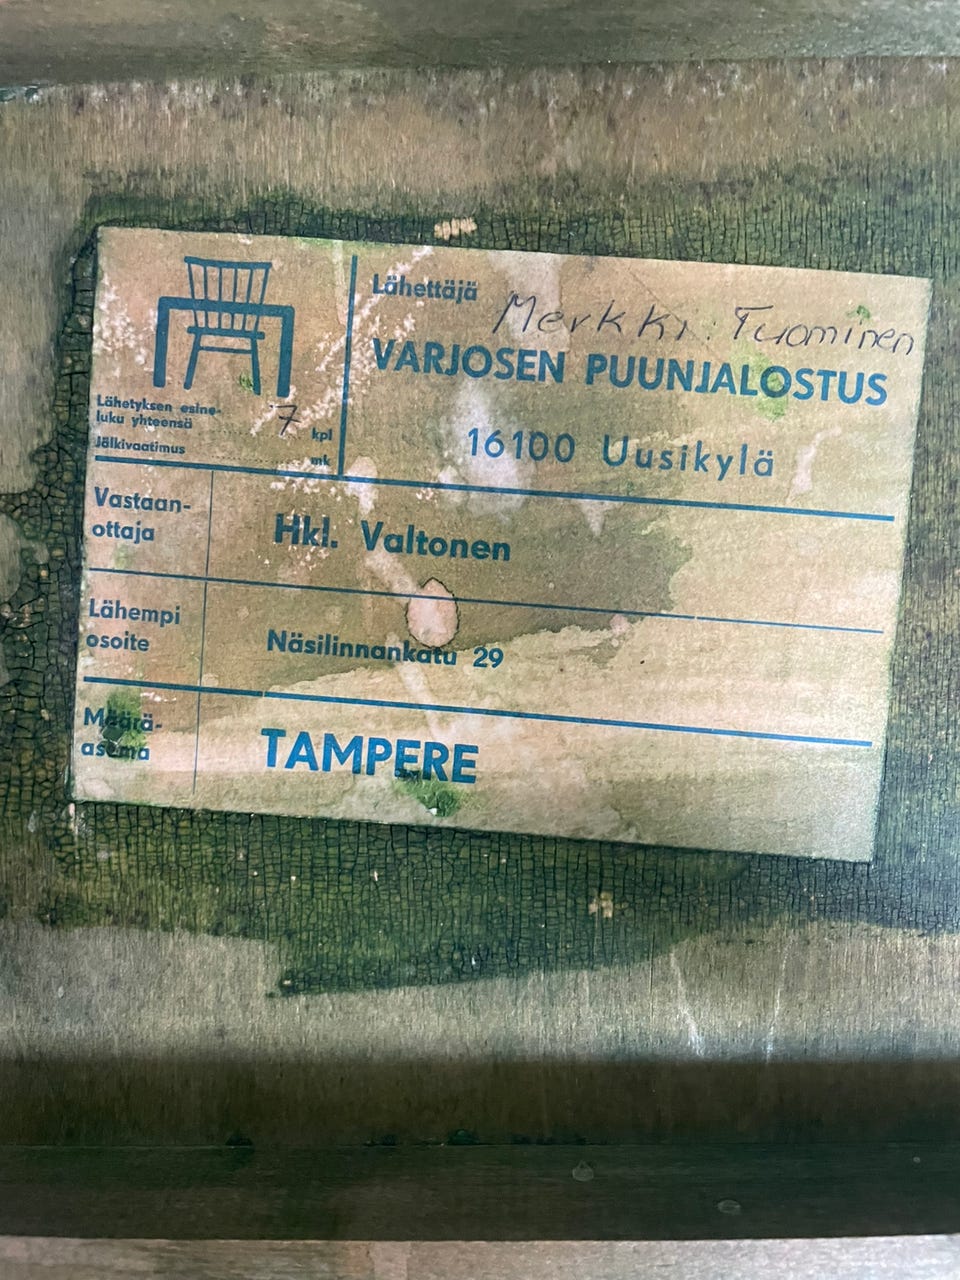 Lähettäjä
Merkki: Tuominen
VARJOSEN PUUNJALOSTUS
16100 Uusikylä
Lähetyksen esine-
luku yhteensä 7 kpl
Jälkivaatimus mk
Vastaan-
ottaja
Hkl. Valtonen
Lähempi
osoite
Näsilinnankatu 29
Määrä-
asema
TAMPERE